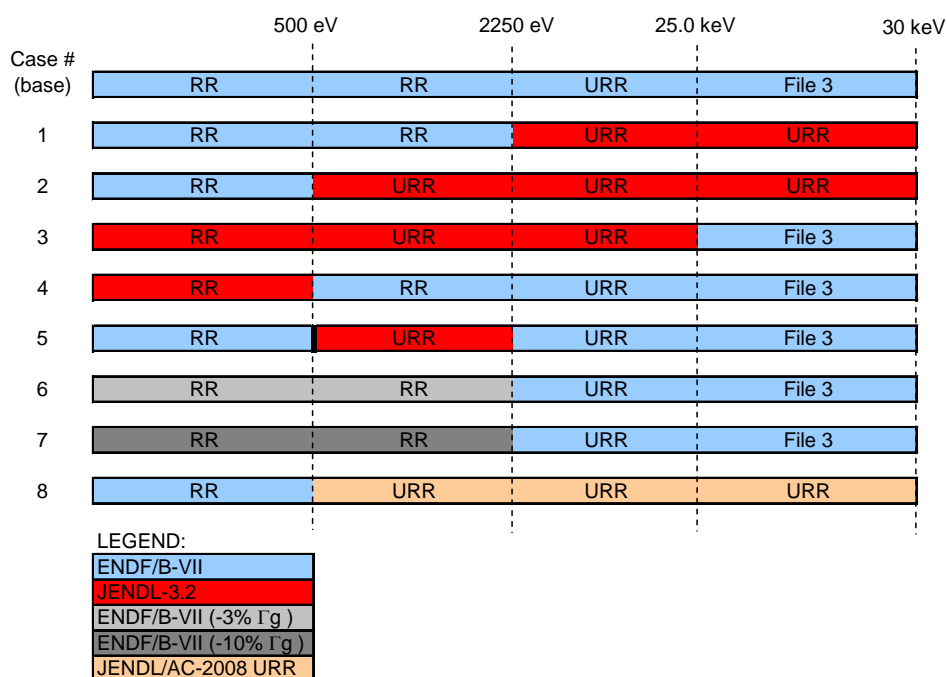 500 eV 2250 eV 25.0 keV 30 keV
Case #
(base) RR RR URR File 3
1 RR RR URR URR
2 RR URR URR URR
3 RR URR URR File 3
4 RR RR URR File 3
5 RR URR URR File 3
6 RR RR URR File 3
7 RR RR URR File 3
8 RR URR URR URR
LEGEND:
ENDF/B-VII
JENDL-3.2
ENDF/B-VII (-3% Γg )
ENDF/B-VII (-10% Γg )
JENDL/AC-2008 URR